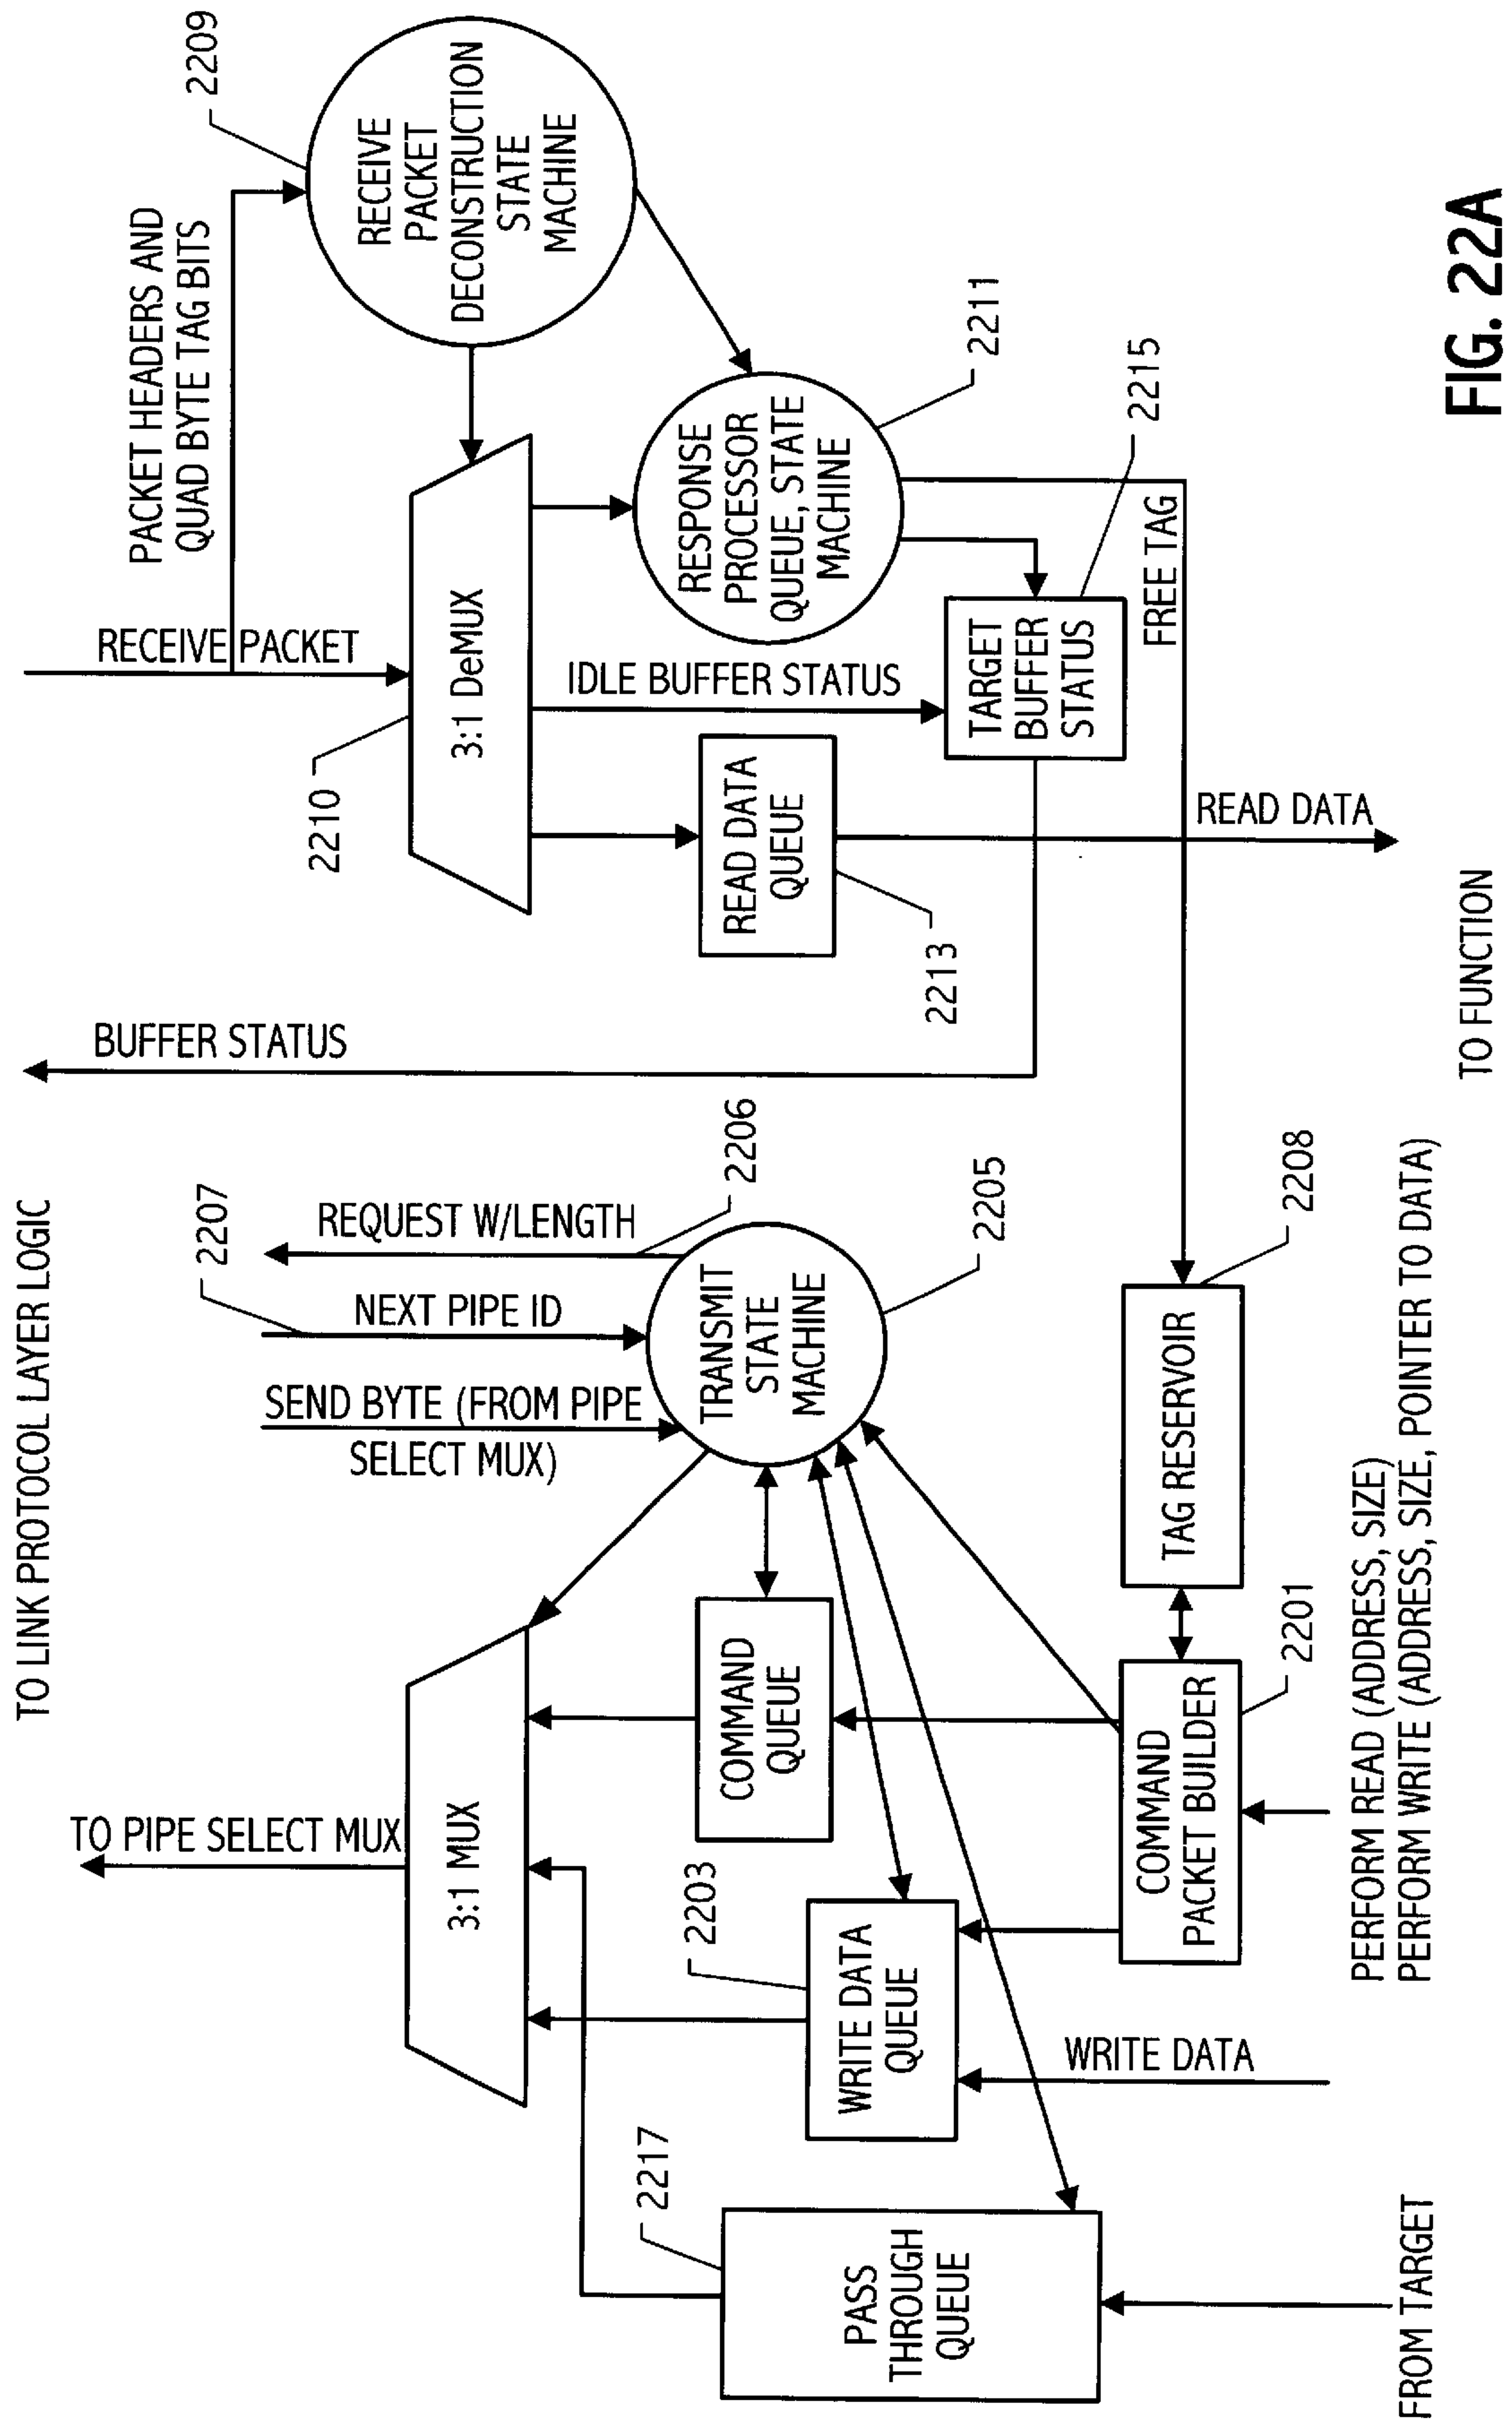 TO LINK PROTOCOL LAYER LOGIC
TO PIPE SELECT MUX
3:1 MUX
2207
REQUEST W/LENGTH
2206
NEXT PIPE ID
SEND BYTE (FROM PIPE
SELECT MUX)
TRANSMIT
STATE
MACHINE
2205
COMMAND
QUEUE
2203
WRITE DATA
QUEUE
2217
PASS
THROUGH
QUEUE
COMMAND
PACKET BUILDER
2201
TAG RESERVOIR
2208
WRITE DATA
FROM TARGET
PERFORM READ (ADDRESS, SIZE)
PERFORM WRITE (ADDRESS, SIZE, POINTER TO DATA)
BUFFER STATUS
RECEIVE PACKET
PACKET HEADERS AND
QUAD BYTE TAG BITS
2209
RECEIVE
PACKET
DECONSTRUCTION
STATE
MACHINE
2210
3:1 DeMUX
IDLE BUFFER STATUS
RESPONSE
PROCESSOR
QUEUE, STATE
MACHINE
2211
READ DATA
QUEUE
2213
TARGET
BUFFER
STATUS
2215
FREE TAG
READ DATA
TO FUNCTION
FIG. 22A